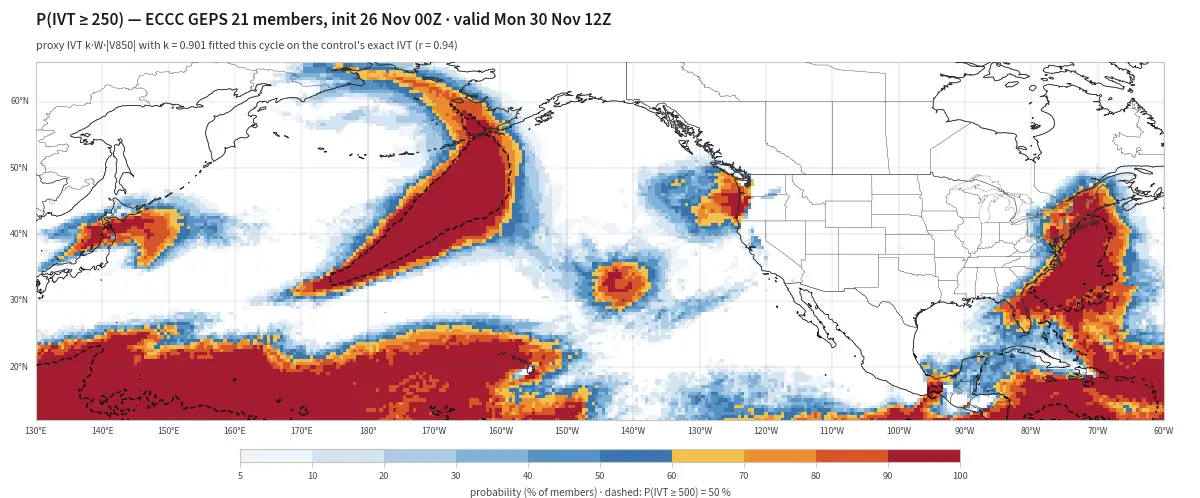 P(IVT ≥ 250) — ECCC GEPS 21 members, init 26 Nov 00Z · valid Mon 30 Nov 12Z
proxy IVT k·W·|V850| with k = 0.901 fitted this cycle on the control's exact IVT (r = 0.94)
60°N
50°N
40°N
30°N
20°N
130°E 140°E 150°E 160°E 170°E 180° 170°W 160°W 150°W 140°W 130°W 120°W 110°W 100°W 90°W 80°W 70°W 60°W
5 10 20 30 40 50 60 70 80 90 100
probability (% of members) · dashed: P(IVT ≥ 500) = 50 %